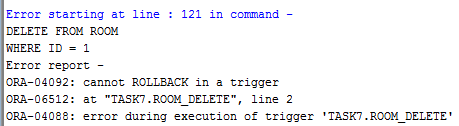 Error starting at line : 121 in command -
DELETE FROM ROOM
WHERE ID = 1
Error report -
ORA-04092: cannot ROLLBACK in a trigger
ORA-06512: at "TASK7.ROOM_DELETE", line 2
ORA-04088: error during execution of trigger 'TASK7.ROOM_DELETE'